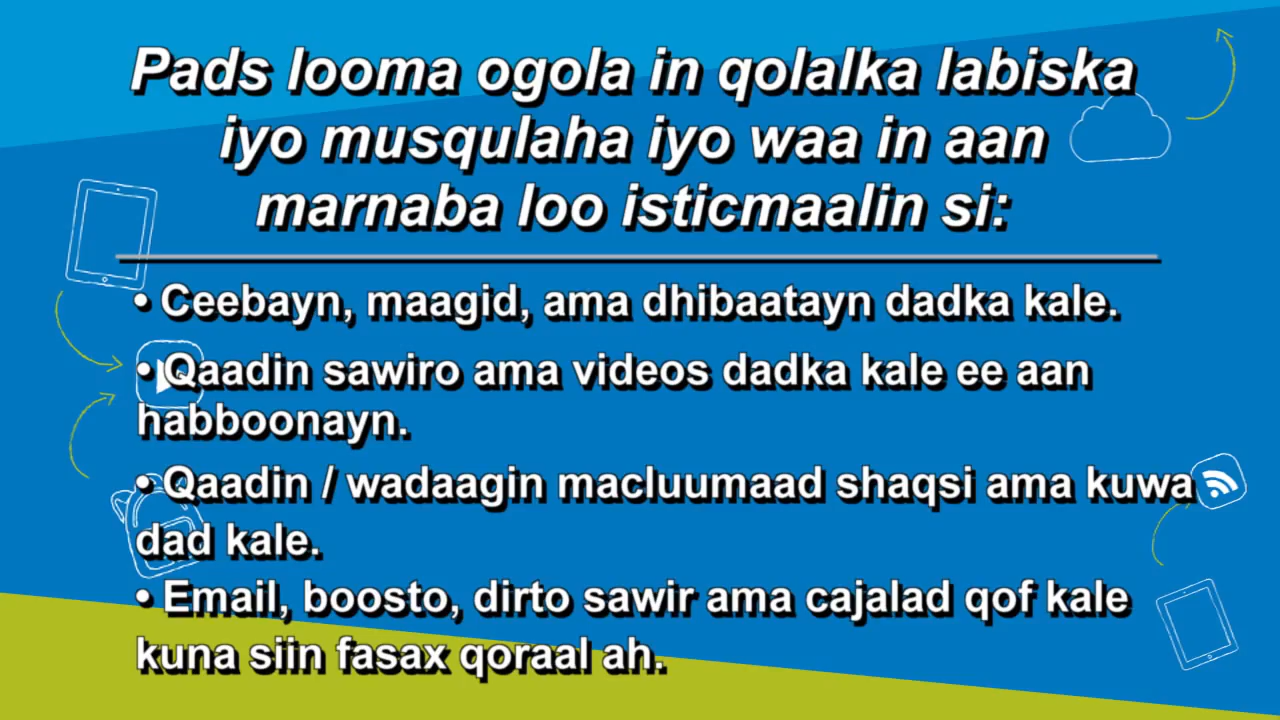 Pads looma ogola in qolalka labiska
iyo musqulaha iyo waa in aan
marnaba loo isticmaalin si:
• Ceebayn, maagid, ama dhibaatayn dadka kale.
• Qaadin sawiro ama videos dadka kale ee aan
habboonayn.
• Qaadin / wadaagin macluumaad shaqsi ama kuwa
dad kale.
• Email, boosto, dirto sawir ama cajalad qof kale
kuna siin fasax qoraal ah.